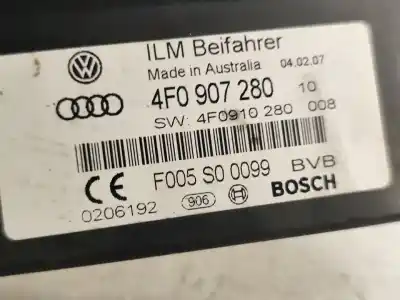 ILM Beifahrer
Made in Australia 04.02.07
4F0 907 280 10
SW: 4F0910 280 008
F005 S0 0099 BVB
0206192 906 BOSCH